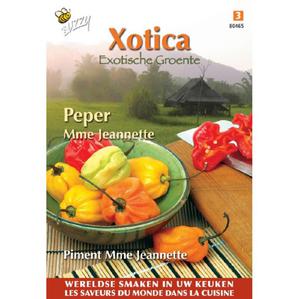 BUZZY
Xotica
3
80465
Exotische Groente
Peper
Mme Jeannette
Piment Mme Jeannette
WERELDSE SMAKEN IN UW KEUKEN
LES SAVEURS DU MONDE DANS LA CUISINE